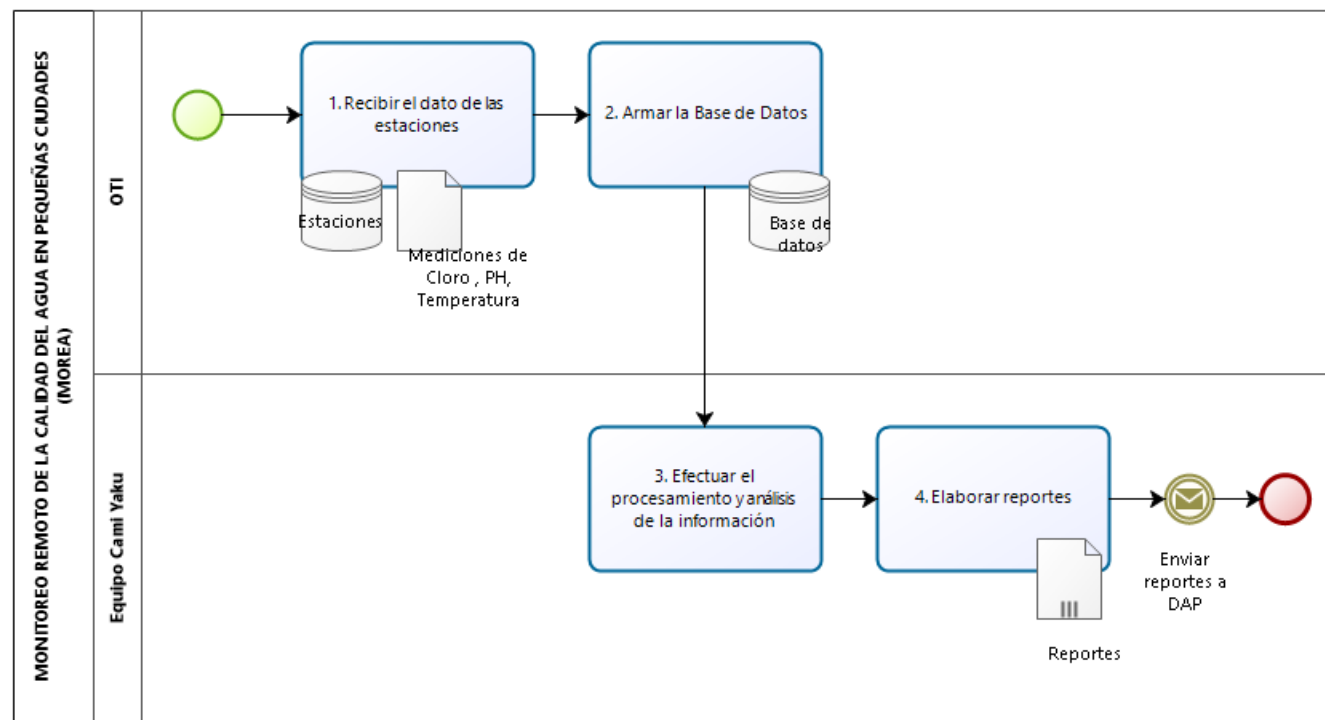 MONITOREO REMOTO DE LA CALIDAD DEL AGUA EN PEQUEÑAS CIUDADES
(MOREA)
OTI
1. Recibir el dato de las
estaciones
2. Armar la Base de Datos
Estaciones
Mediciones de
Cloro , PH,
Temperatura
Base de
datos
Equipo Cami Yaku
3. Efectuar el
procesamiento y análisis
de la información
4. Elaborar reportes
Reportes
Enviar
reportes a
DAP